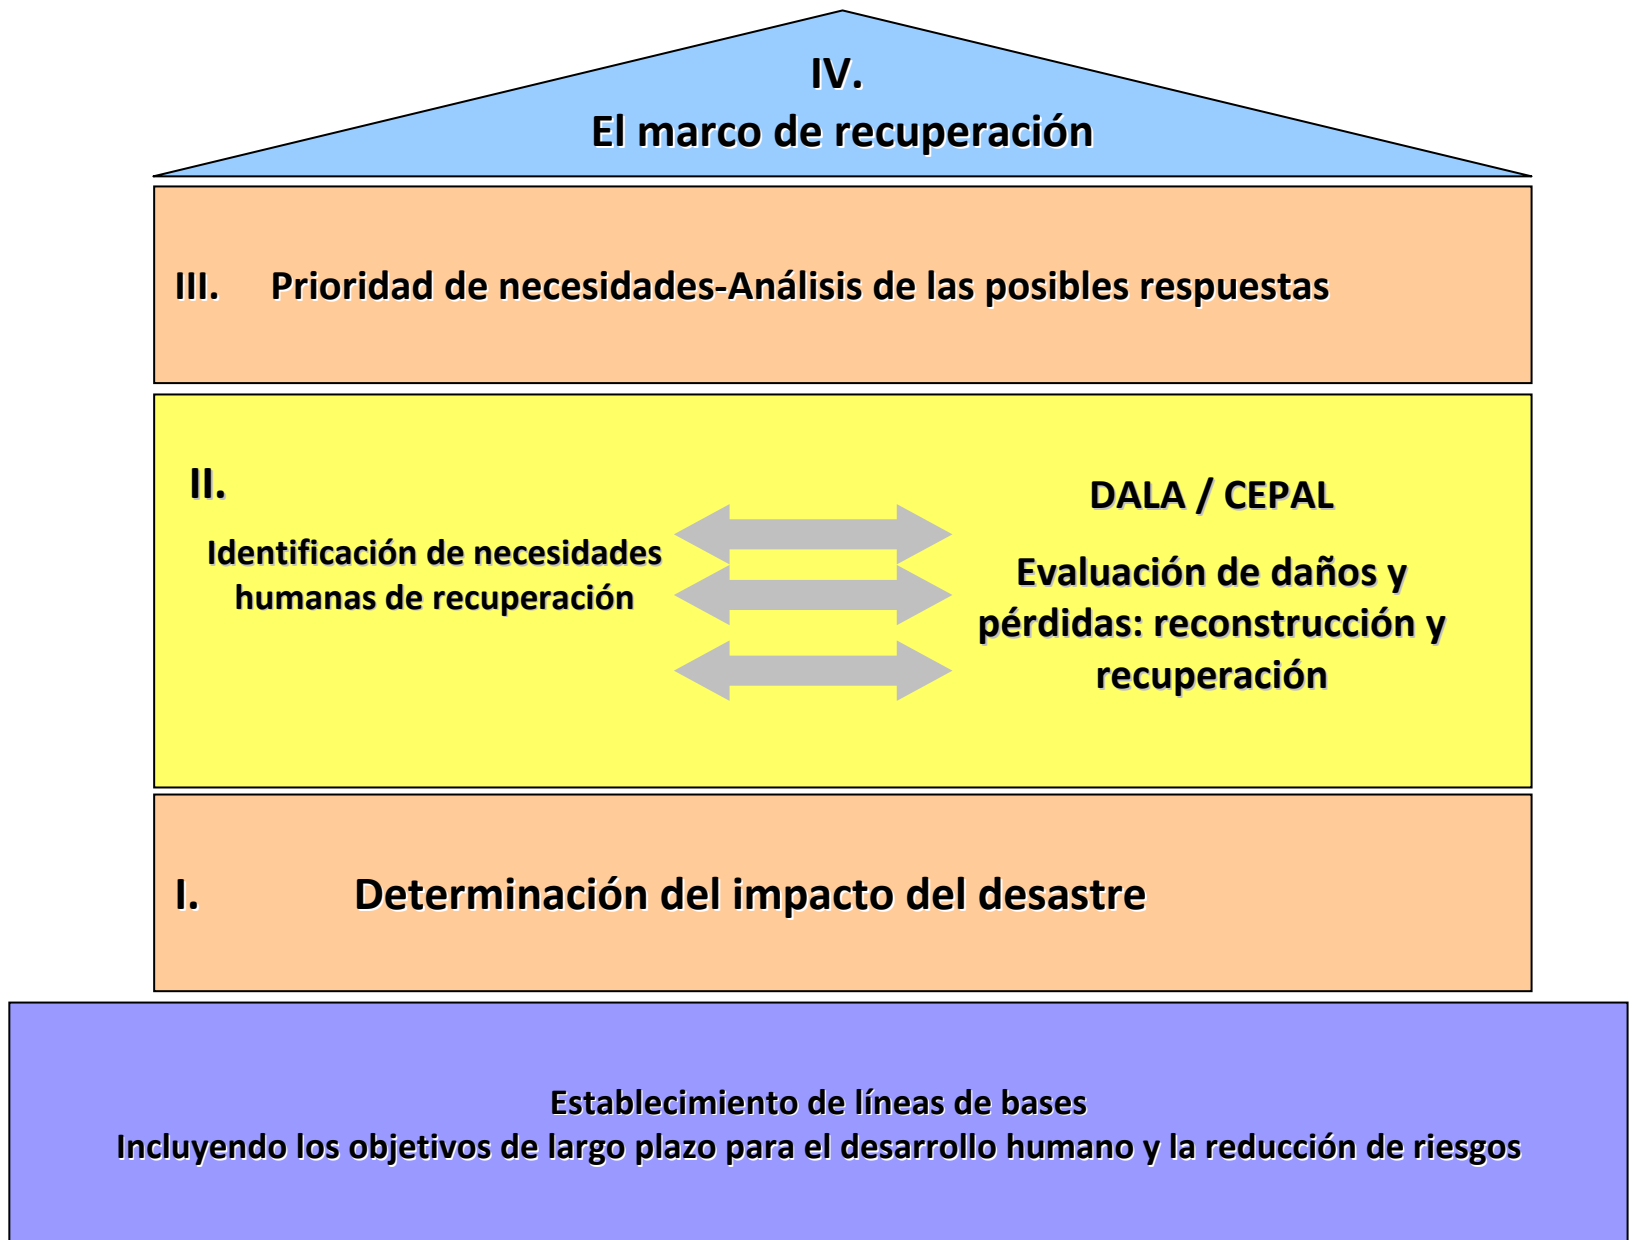 IV.
El marco de recuperación
III. Prioridad de necesidades-Análisis de las posibles respuestas
II.
Identificación de necesidades
humanas de recuperación
DALA / CEPAL
Evaluación de daños y
pérdidas: reconstrucción y
recuperación
I. Determinación del impacto del desastre
Establecimiento de líneas de bases
Incluyendo los objetivos de largo plazo para el desarrollo humano y la reducción de riesgos